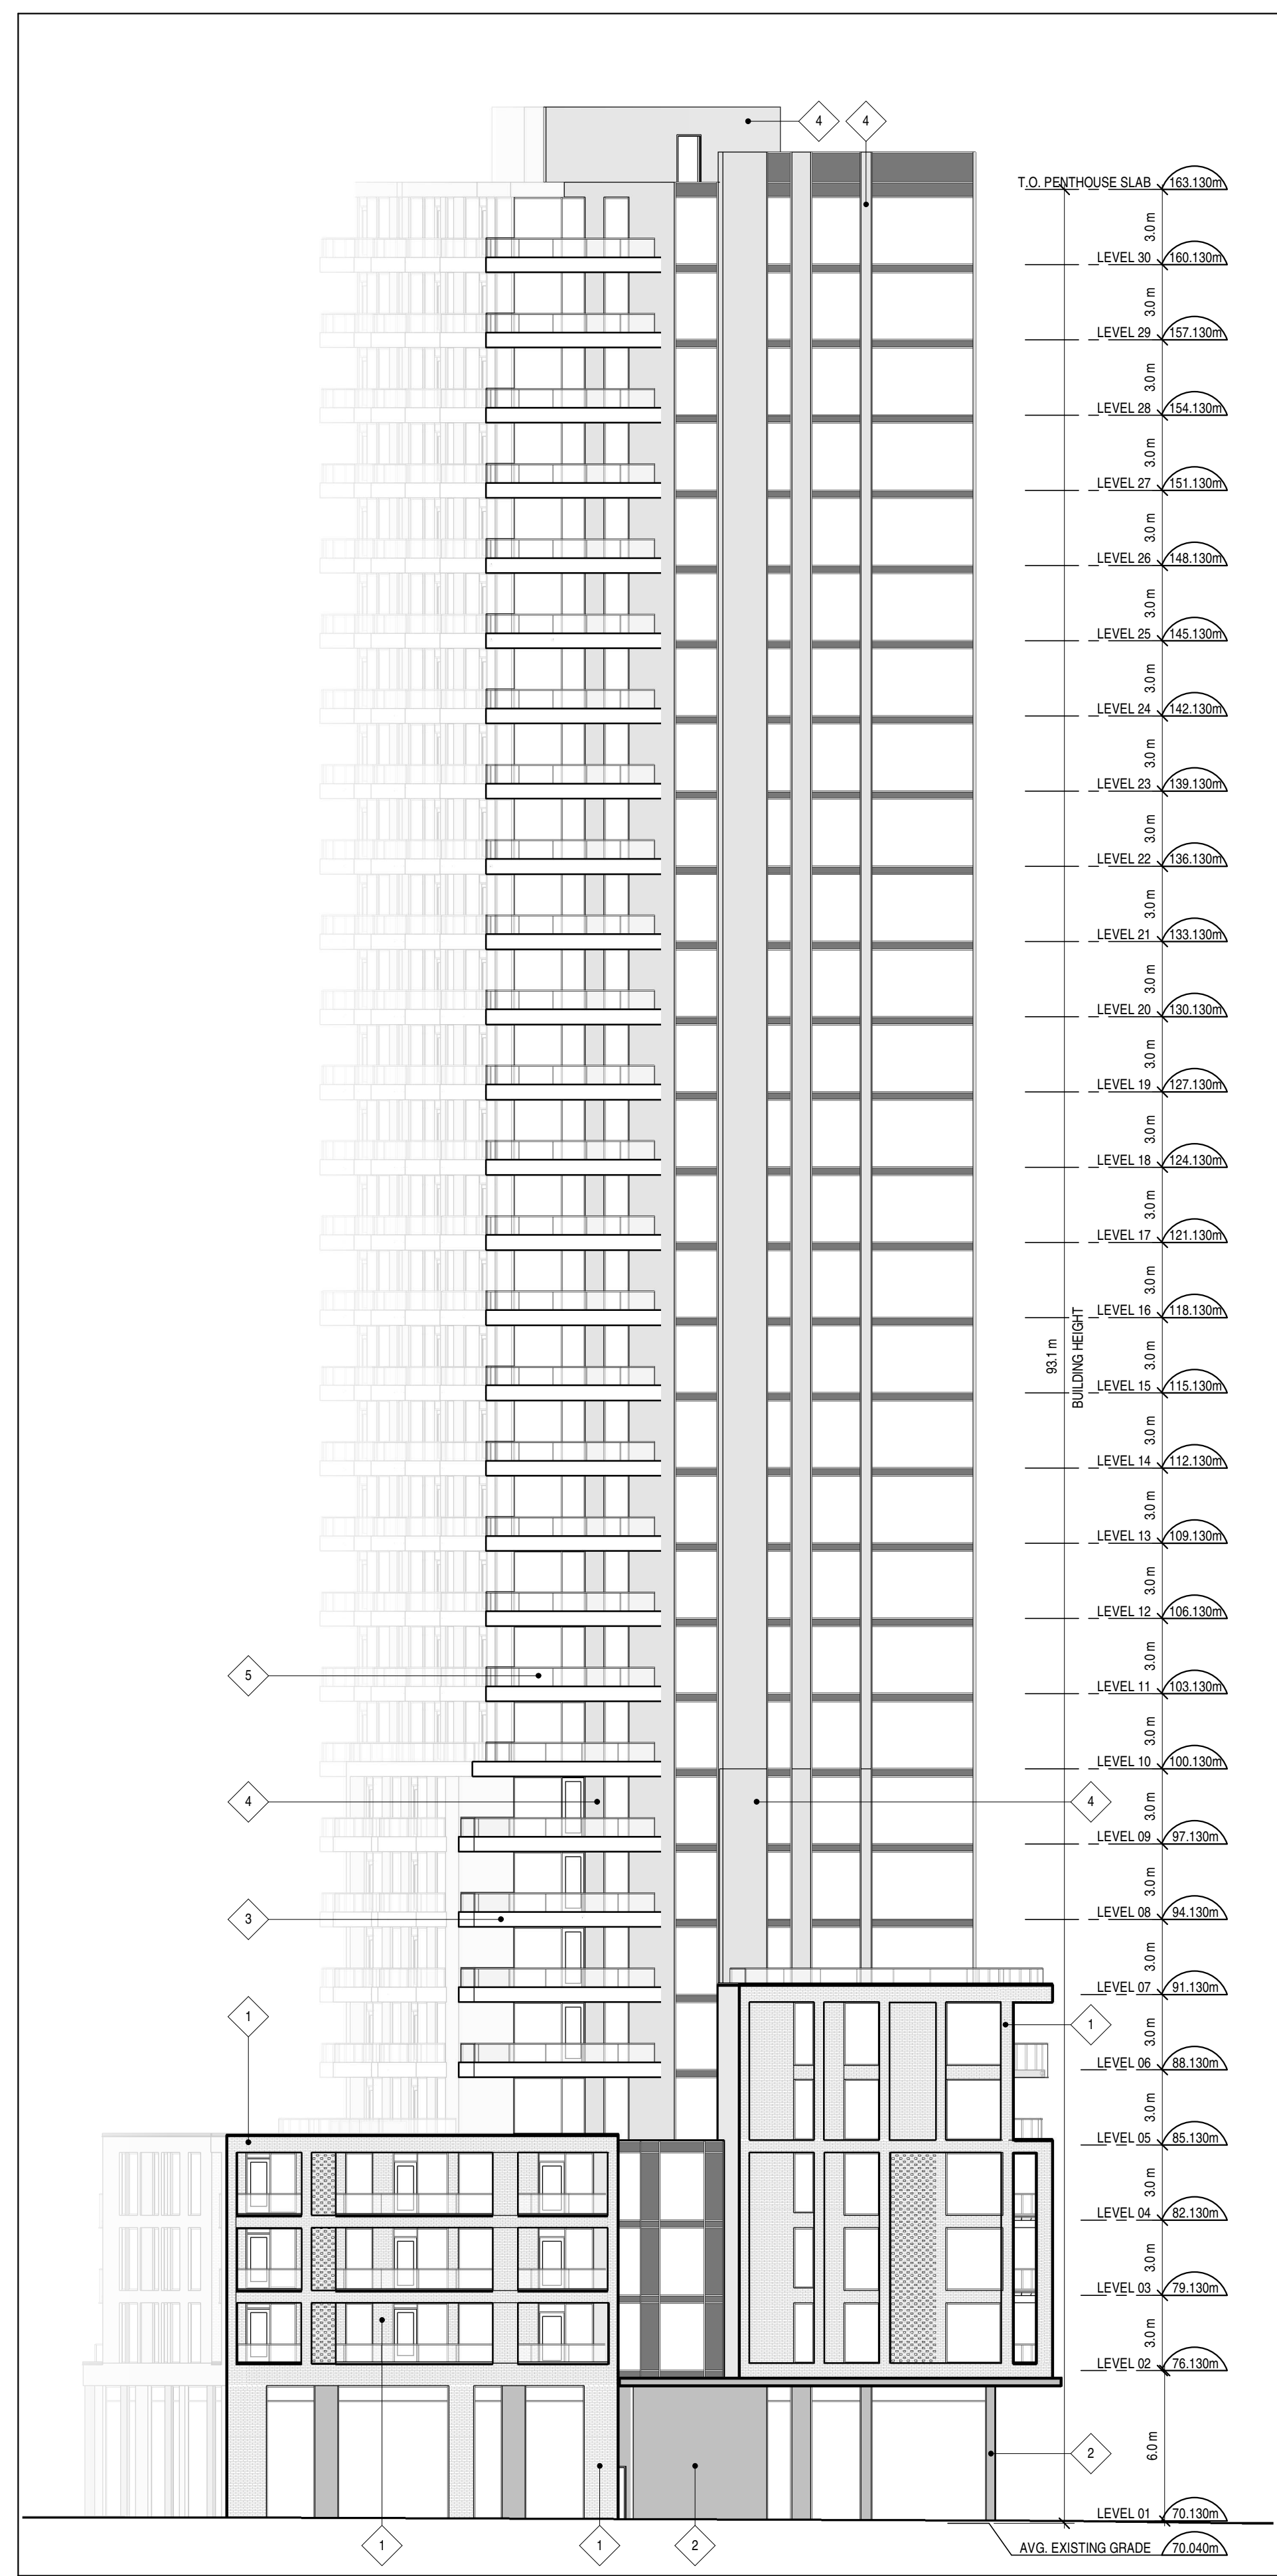 4 4
T.O. PENTHOUSE SLAB 163.130m
3.0 m
LEVEL 30 160.130m
3.0 m
LEVEL 29 157.130m
3.0 m
LEVEL 28 154.130m
3.0 m
LEVEL 27 151.130m
3.0 m
LEVEL 26 148.130m
3.0 m
LEVEL 25 145.130m
3.0 m
LEVEL 24 142.130m
3.0 m
LEVEL 23 139.130m
3.0 m
LEVEL 22 136.130m
3.0 m
LEVEL 21 133.130m
3.0 m
LEVEL 20 130.130m
3.0 m
LEVEL 19 127.130m
3.0 m
LEVEL 18 124.130m
3.0 m
LEVEL 17 121.130m
3.0 m
LEVEL 16 118.130m
93.1 m
BUILDING HEIGHT
3.0 m
LEVEL 15 115.130m
3.0 m
LEVEL 14 112.130m
3.0 m
LEVEL 13 109.130m
3.0 m
LEVEL 12 106.130m
3.0 m
5
LEVEL 11 103.130m
3.0 m
LEVEL 10 100.130m
4 4
3.0 m
LEVEL 09 97.130m
3.0 m
3
LEVEL 08 94.130m
3.0 m
LEVEL 07 91.130m
1 1
3.0 m
LEVEL 06 88.130m
3.0 m
LEVEL 05 85.130m
3.0 m
LEVEL 04 82.130m
3.0 m
LEVEL 03 79.130m
3.0 m
LEVEL 02 76.130m
2
6.0 m
LEVEL 01 70.130m
1 1 2
AVG. EXISTING GRADE 70.040m